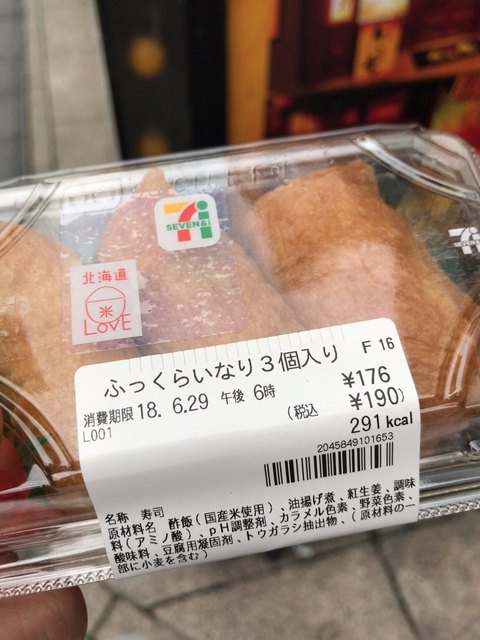 SEVEN&i
北海道
米
LOVE
SEVEN&i
ふっくらいなり3個入り F 16
消費期限 18. 6.29 午後 6時
L001
¥176
(税込 ¥190)
291 kcal
2045849101653
名称 寿司
原材料名 酢飯(国産米使用)、油揚げ煮、紅生姜、調味
料(アミノ酸)、pH調整剤、カラメル色素、野菜色素、
酸味料、豆腐用凝固剤、トウガラシ抽出物、(原材料の一
部に小麦を含む)